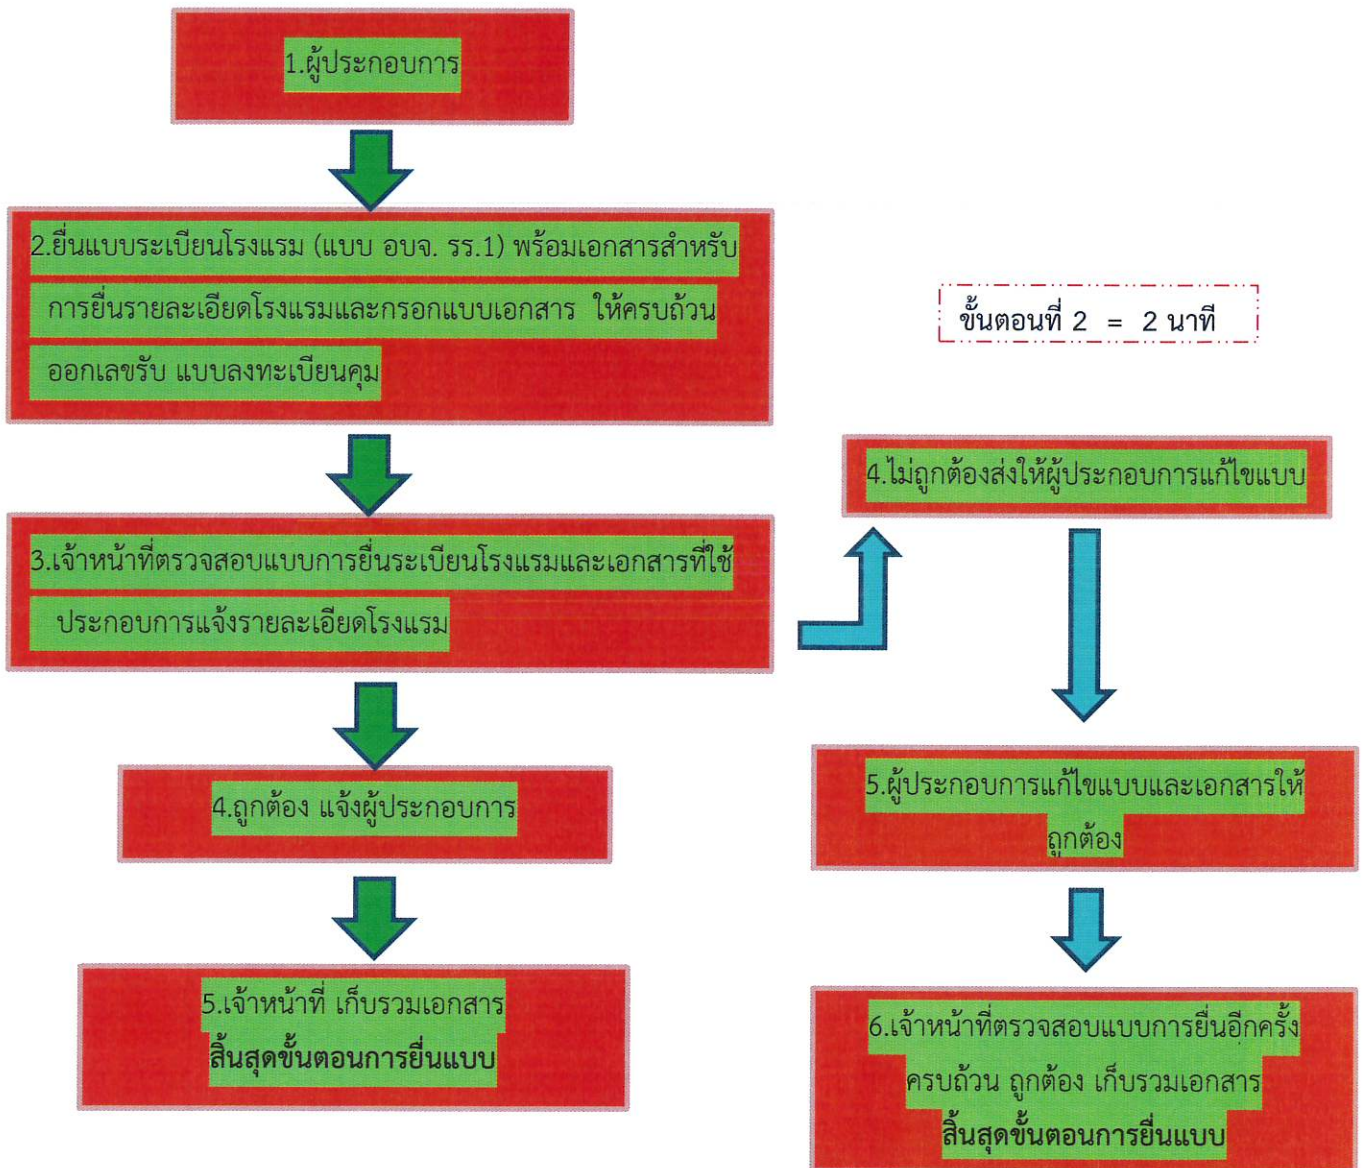 1.ผู้ประกอบการ
2.ยื่นแบบระเบียนโรงแรม (แบบ อบจ. รร.1) พร้อมเอกสารสำหรับ
การยื่นรายละเอียดโรงแรมและกรอกแบบเอกสาร ให้ครบถ้วน
ออกเลขรับ แบบลงทะเบียนคุม
ขั้นตอนที่ 2 = 2 นาที
3.เจ้าหน้าที่ตรวจสอบแบบการยื่นระเบียนโรงแรมและเอกสารที่ใช้
ประกอบการแจ้งรายละเอียดโรงแรม
4.ถูกต้อง แจ้งผู้ประกอบการ
5.เจ้าหน้าที่ เก็บรวมเอกสาร
สิ้นสุดขั้นตอนการยื่นแบบ
4.ไม่ถูกต้องส่งให้ผู้ประกอบการแก้ไขแบบ
5.ผู้ประกอบการแก้ไขแบบและเอกสารให้
ถูกต้อง
6.เจ้าหน้าที่ตรวจสอบแบบการยื่นอีกครั้ง
ครบถ้วน ถูกต้อง เก็บรวมเอกสาร
สิ้นสุดขั้นตอนการยื่นแบบ